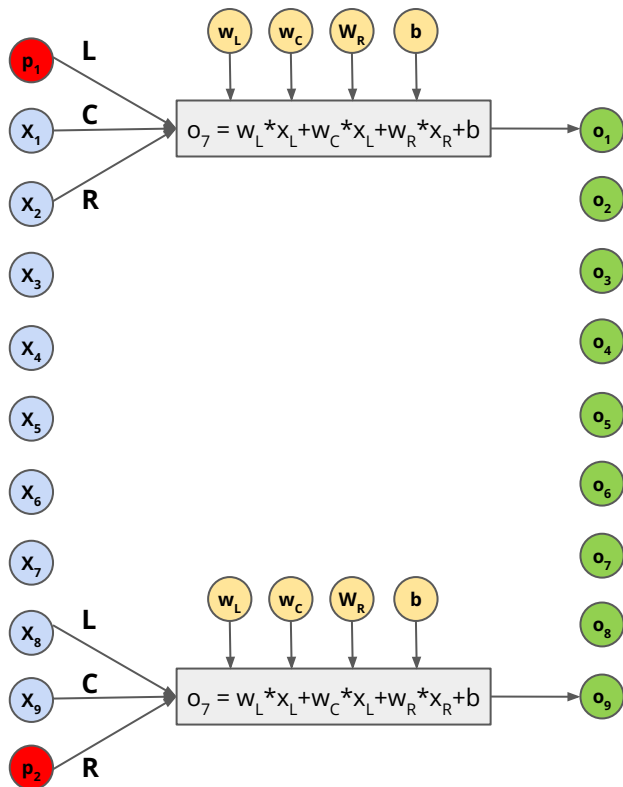 w_L w_C W_R b
p_1 L
X_1 C
o_7 = w_L*x_L+w_C*x_L+w_R*x_R+b
o_1
X_2 R
o_2
X_3
o_3
X_4
o_4
X_5
o_5
X_6
o_6
X_7
o_7
w_L w_C W_R b
X_8 L
o_8
X_9 C
o_7 = w_L*x_L+w_C*x_L+w_R*x_R+b
o_9
p_2 R